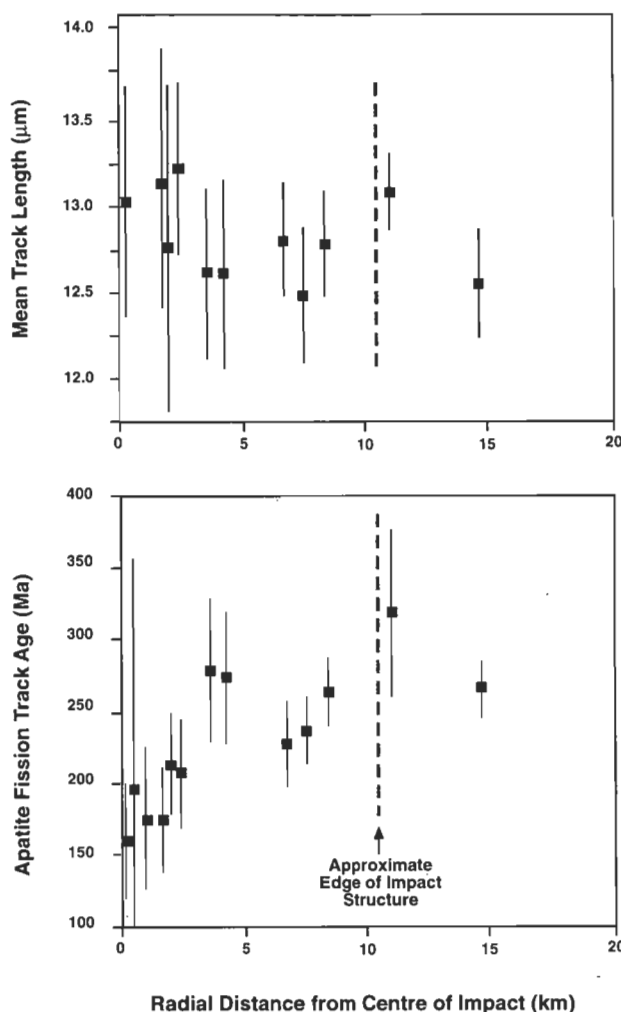 Mean Track Length (μm)
14.0
13.5
13.0
12.5
12.0
0 5 10 15 20
Apatite Fission Track Age (Ma)
400
350
300
250
200
150
100
Approximate
Edge of Impact
Structure
0 5 10 15 20
Radial Distance from Centre of Impact (km)